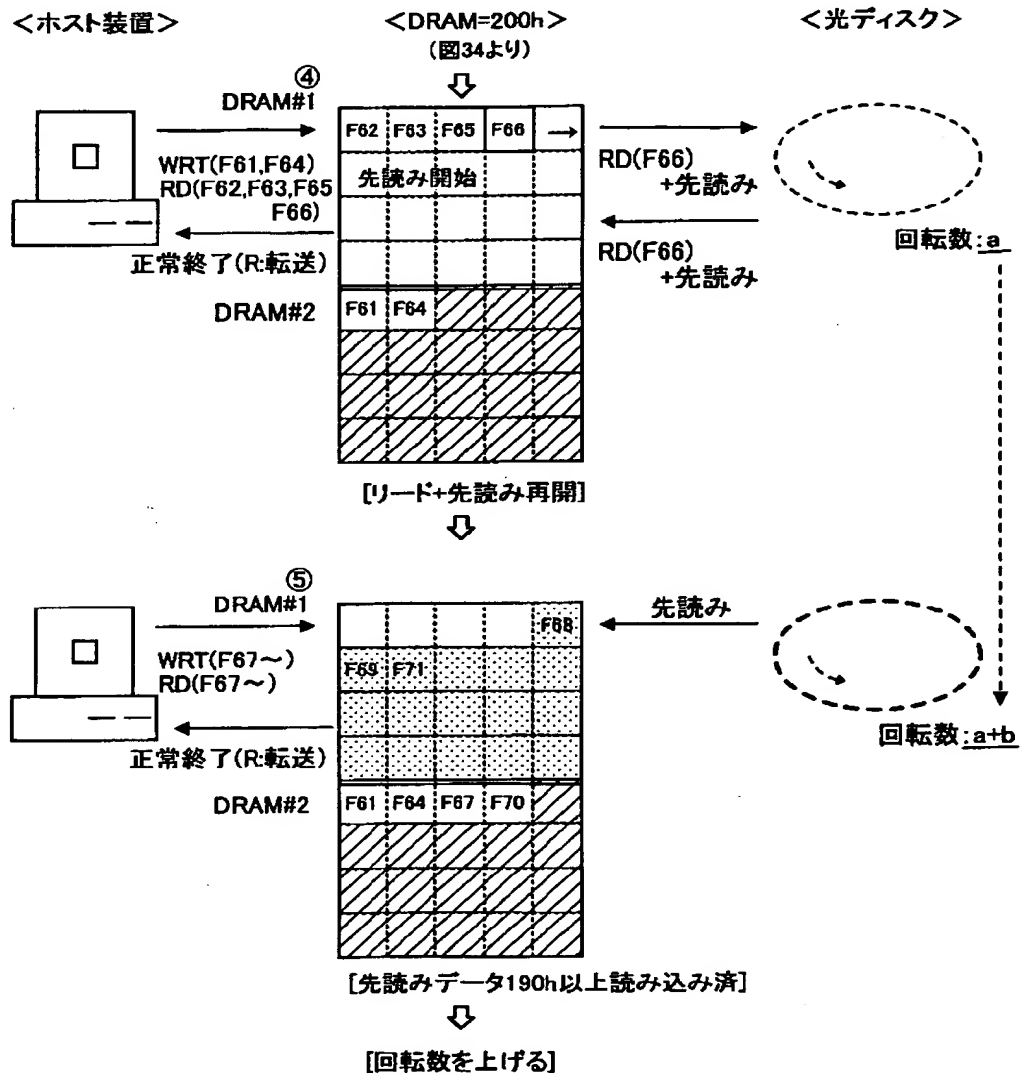 <ホスト装置>
<DRAM=200h>
(図34より)
<光ディスク>
④
DRAM#1
WRT(F61,F64)
RD(F62,F63,F65
F66)
正常終了(R:転送)
DRAM#2
F62 F63 F65 F66 →
先読み開始
F61 F64
RD(F66)
+先読み
RD(F66)
+先読み
回転数:a
[リード+先読み再開]
⑤
DRAM#1
WRT(F67～)
RD(F67～)
正常終了(R:転送)
DRAM#2
F68
F69 F71
F61 F64 F67 F70
先読み
回転数:a+b
[先読みデータ190h以上読み込み済]
[回転数を上げる]